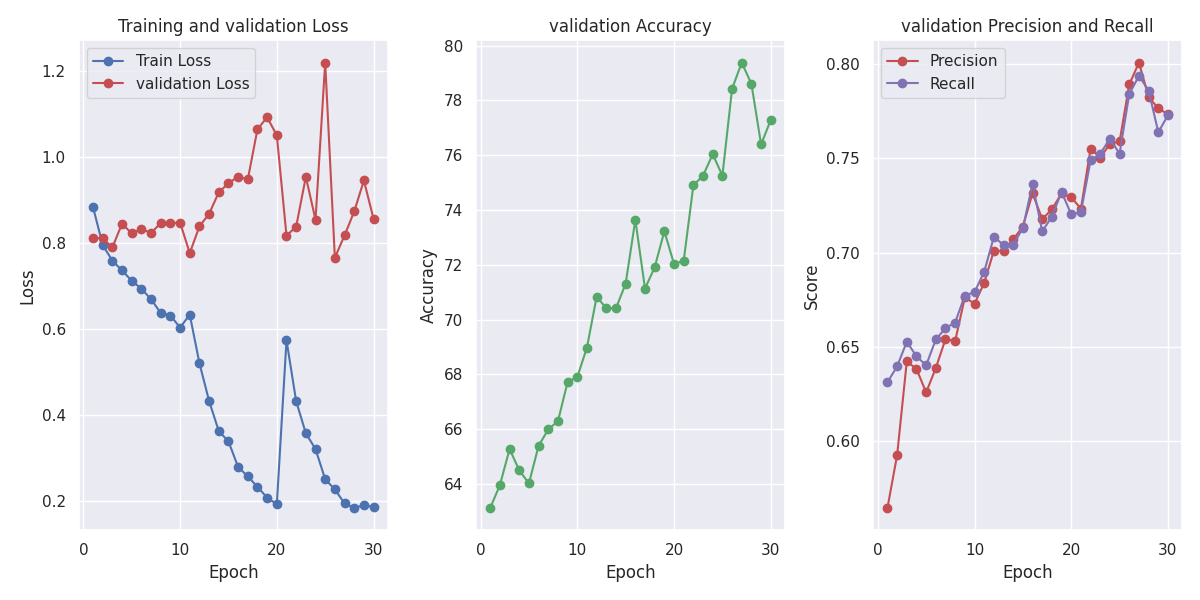 Training and validation Loss
Train Loss
validation Loss
1.2
1.0
0.8
0.6
0.4
0.2
Loss
0 10 20 30
Epoch
validation Accuracy
80
78
76
74
72
70
68
66
64
Accuracy
0 10 20 30
Epoch
validation Precision and Recall
Precision
Recall
0.80
0.75
0.70
0.65
0.60
Score
0 10 20 30
Epoch